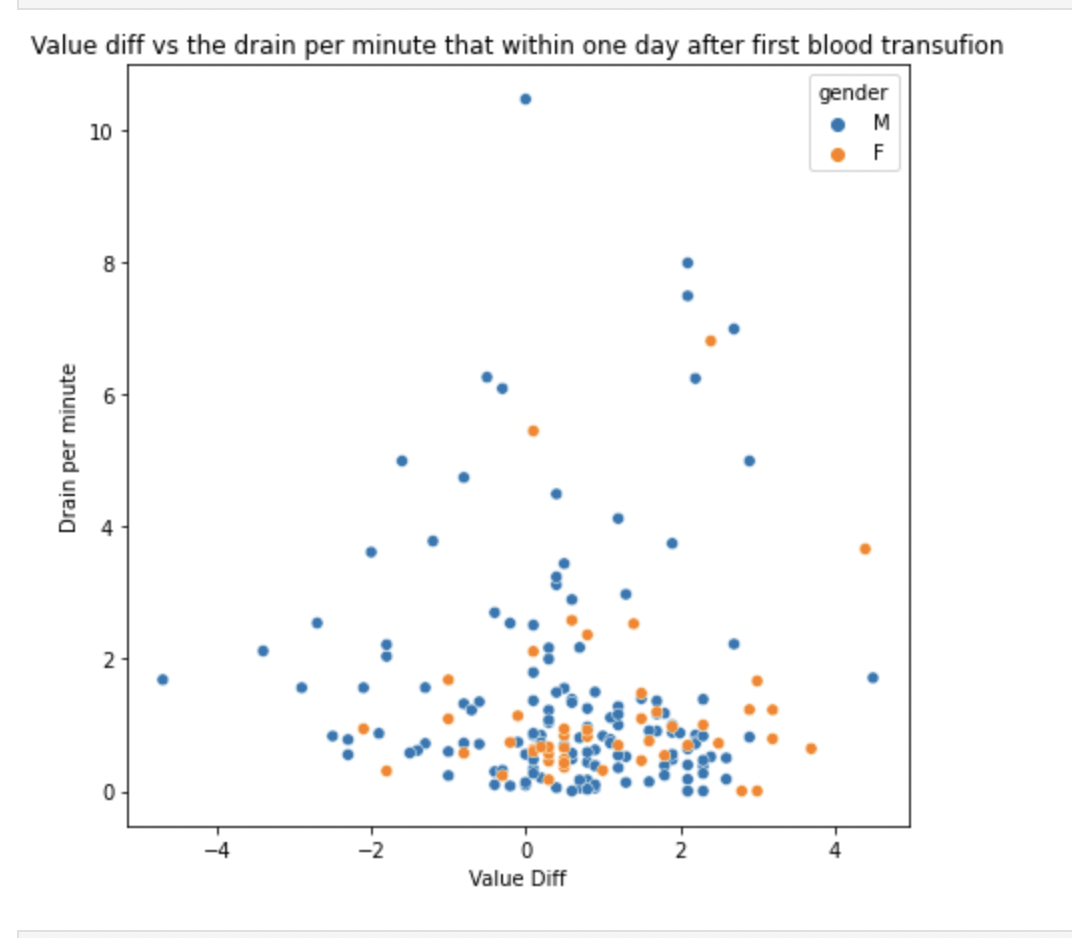 Value diff vs the drain per minute that within one day after first blood transufion
gender
M
F
10
8
6
4
2
0
Drain per minute
−4
−2
0
2
4
Value Diff